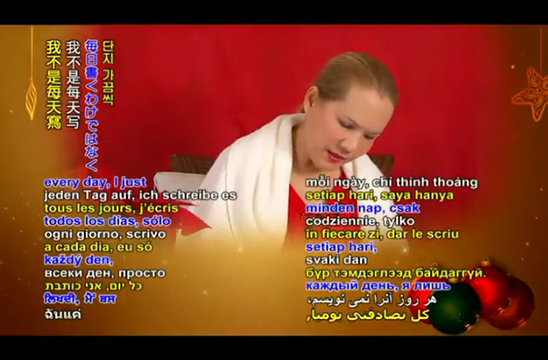 단지 가끔씩
毎日書くわけではなく
我不是每天写
我不是每天寫
every day, I just
jeden Tag auf, ich schreibe es
tous les jours, j'écris
todos los días, sólo
ogni giorno, scrivo
a cada dia, eu só
každý den,
всеки ден, просто
כל יום, אני כותבת
ਲਿਖਦੀ, ਮੈਂ ਬਸ
ฉันแค่
mỗi ngày, chỉ thỉnh thoảng
setiap hari, saya hanya
minden nap, csak
codziennie, tylko
în fiecare zi, dar le scriu
setiap hari,
svaki dan
бүр тэмдэглээд байдаггүй.
каждый день, я лишь
هر روز آنرا نمی نویسم،
كل يوم،